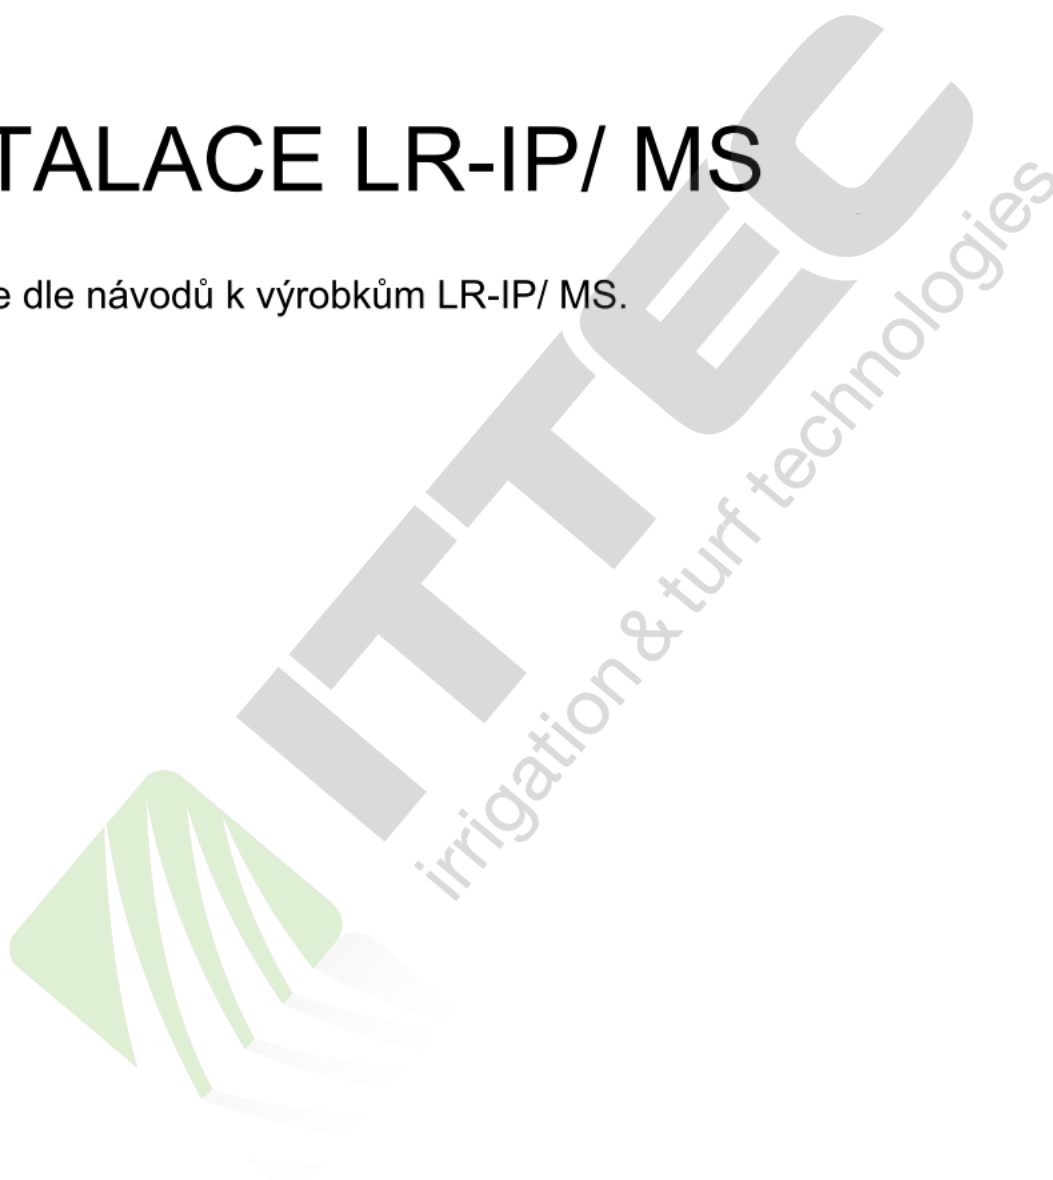 TALACE LR-IP/ MS
e dle návodů k výrobkům LR-IP/ MS.
ITTEC
irrigation & turf technologies